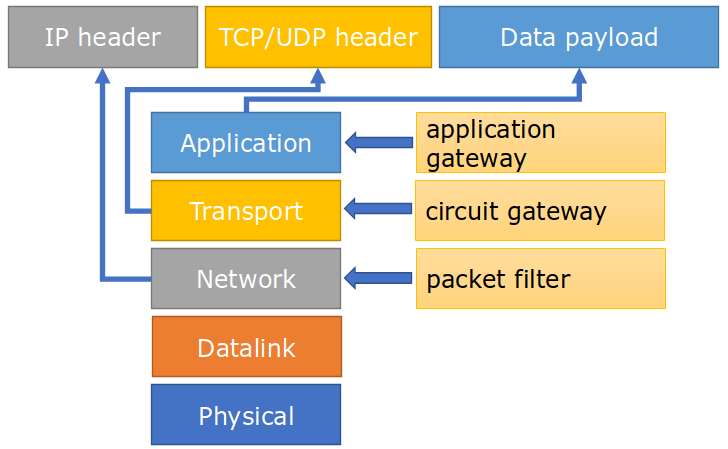 IP header
TCP/UDP header
Data payload
Application
application
gateway
Transport
circuit gateway
Network
packet filter
Datalink
Physical